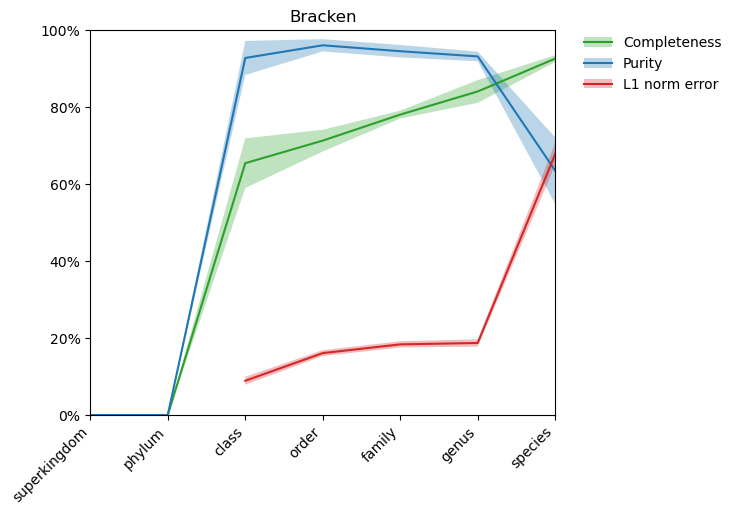 Bracken
100%
80%
60%
40%
20%
0%
superkingdom
phylum
class
order
family
genus
species
Completeness
Purity
L1 norm error